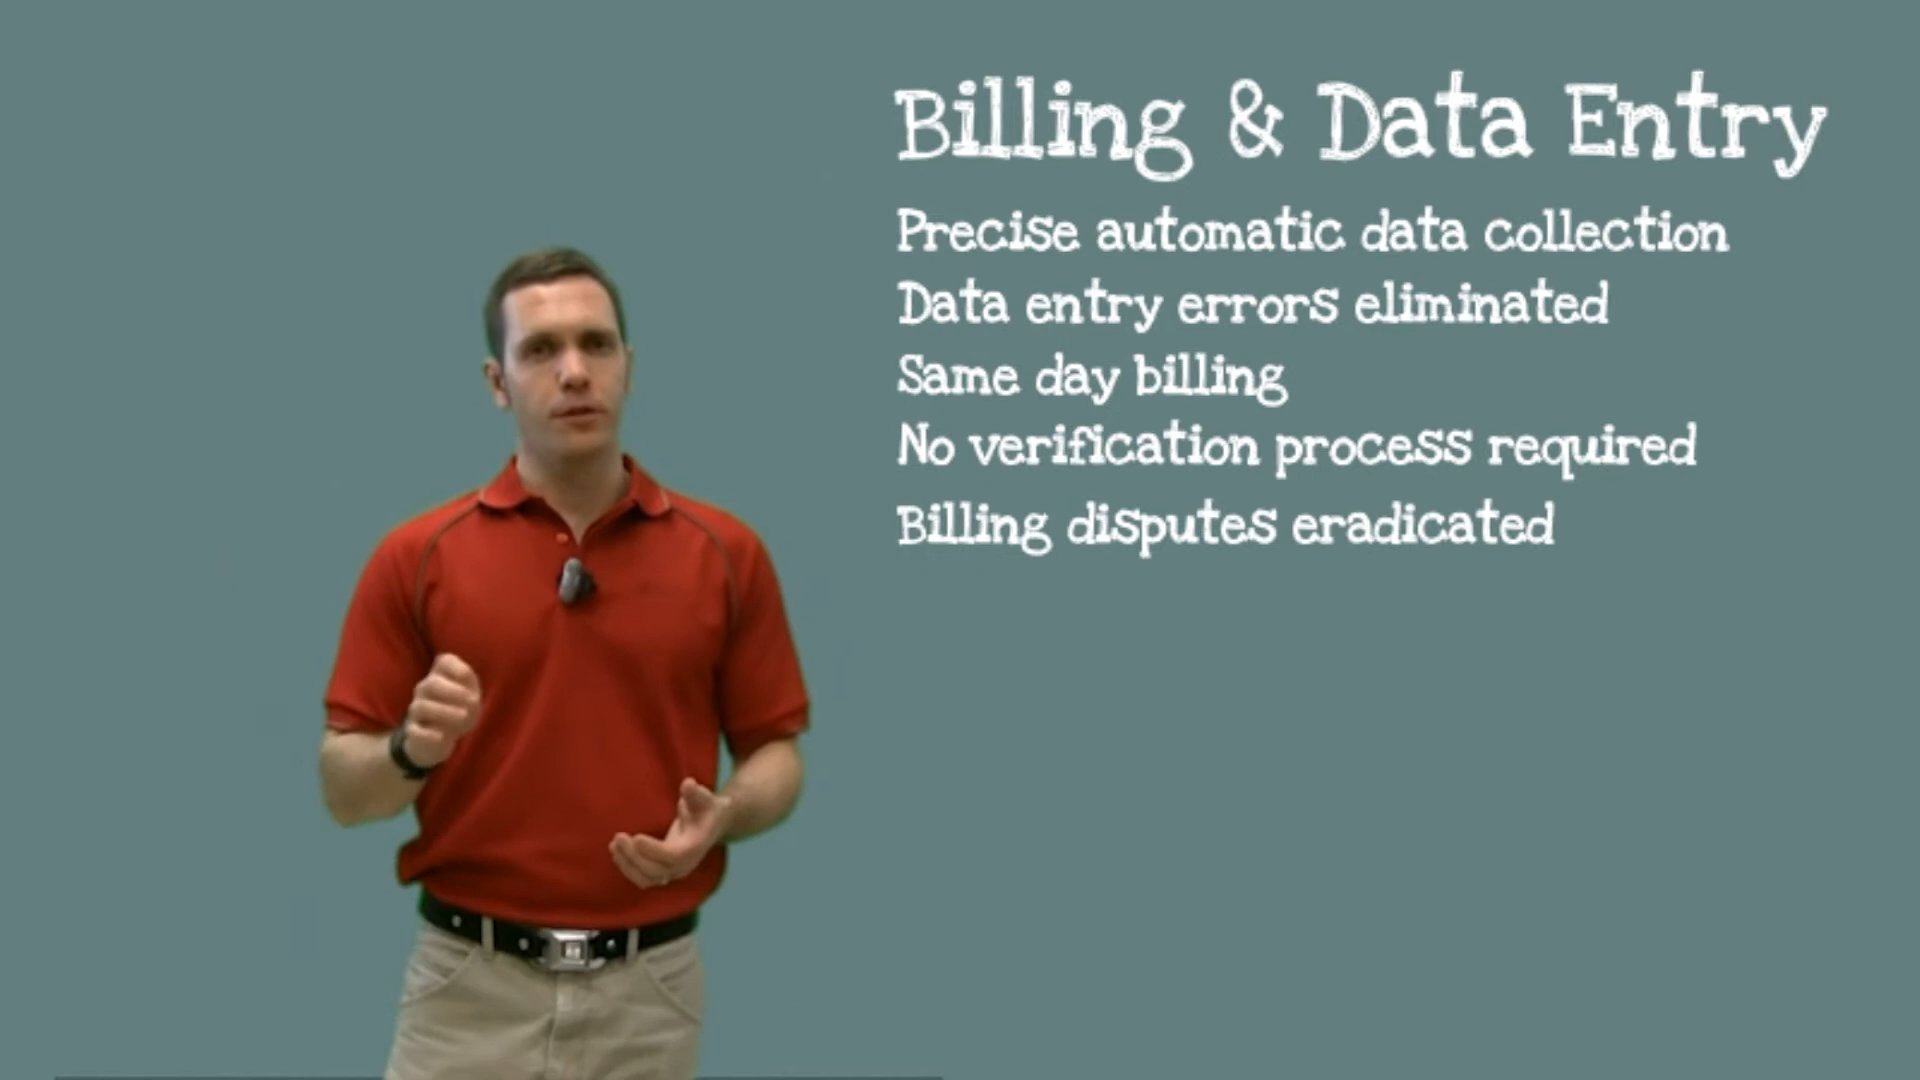 Billing & Data Entry
Precise automatic data collection
Data entry errors eliminated
Same day billing
No verification process required
Billing disputes eradicated